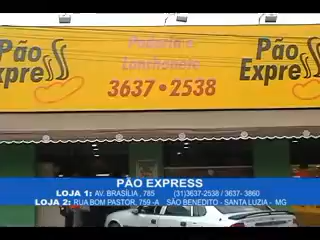 Pão Express
Padaria e
Lanchonete
3637•2538
Pão Express
PÃO EXPRESS
LOJA 1: AV. BRASÍLIA , 785 (31)3637-2538 / 3637- 3860
LOJA 2: RUA BOM PASTOR, 759 -A SÃO BENEDITO - SANTA LUZIA - MG